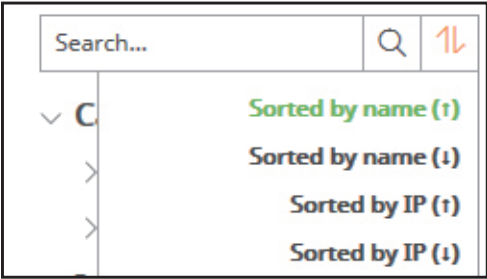 Search...
Sorted by name (↑)
Sorted by name (↓)
Sorted by IP (↑)
Sorted by IP (↓)